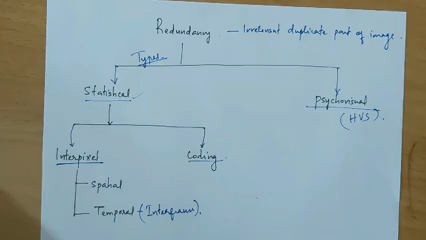 Redundancy - Irrelevant duplicate part of image.
Types
Statistical
Psychovisual
(HVS).
Interpixel
Coding
Spatial
Temporal (Interframe).